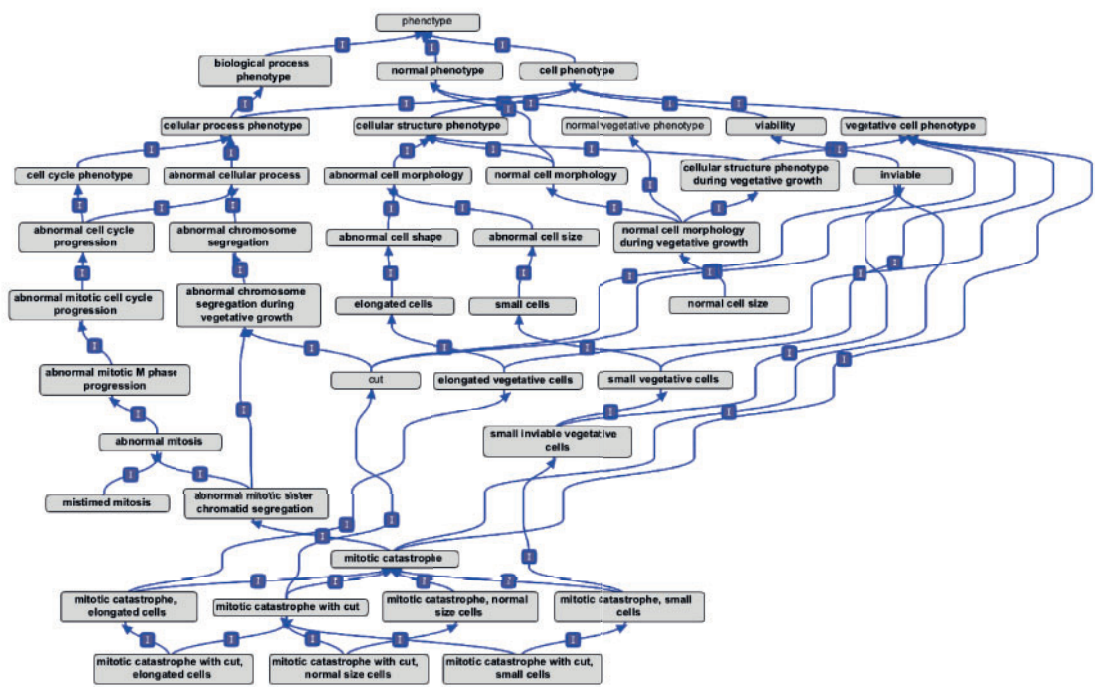 phenctype
biological process
phenotype
normal phenotype
cell phenotype
cellular process phenotype
cellular structure phenotype
normal vegetative phenotype
viability
vegetative cell phenotype
cell cycle phenotype
abnormal cellular process
abnormal cell morphology
normal cell morphology
cellular structure phenotype
during vegetative growth
inviable
abnormal cell cycle
progression
abnormal chromosome
segregation
abnormal cell shape
abnormal cell size
normal cell morphology
during vegetative growth
abnormal mitotic cell cycle
progression
abnormal chromosome
segregation during
vegetative growth
elongated cells
small cells
normal cell size
abnormal mitotic M phase
progression
cut
elongated vegetative cells
small vegetative cells
abnormal mitosis
small inviable vegetative
cells
mistimed mitosis
abnormal mitotic sister
chromatid segregation
mitotic catastrophe
mitotic catastrophe,
elongated cells
mitotic catastrophe with cut
mitotic catastrophe, normal
size cells
mitotic catastrophe, small
cells
mitotic catastrophe with cut,
elongated cells
mitotic catastrophe with cut,
normal size cells
mitotic catastrophe with cut,
small cells